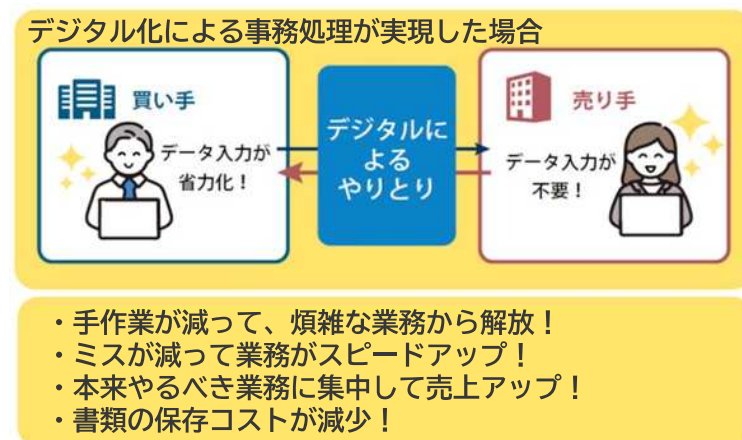 デジタル化による事務処理が実現した場合
買い手
データ入力が
省力化！
デジタルに
よる
やりとり
売り手
データ入力が
不要！
・手作業が減って、煩雑な業務から解放！
・ミスが減って業務がスピードアップ！
・本来やるべき業務に集中して売上アップ！
・書類の保存コストが減少！